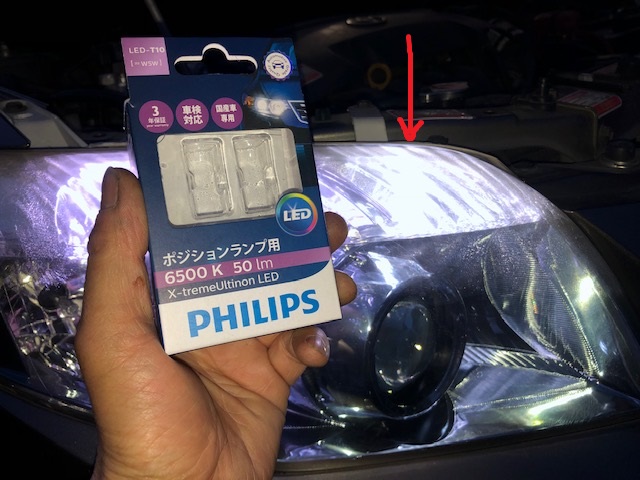 LED-T10
[=W5W]
3
年保証
車検
対応
国産車
専用
LED
ポジションランプ用
6500 K 50 lm
X-tremeUltinon LED
PHILIPS